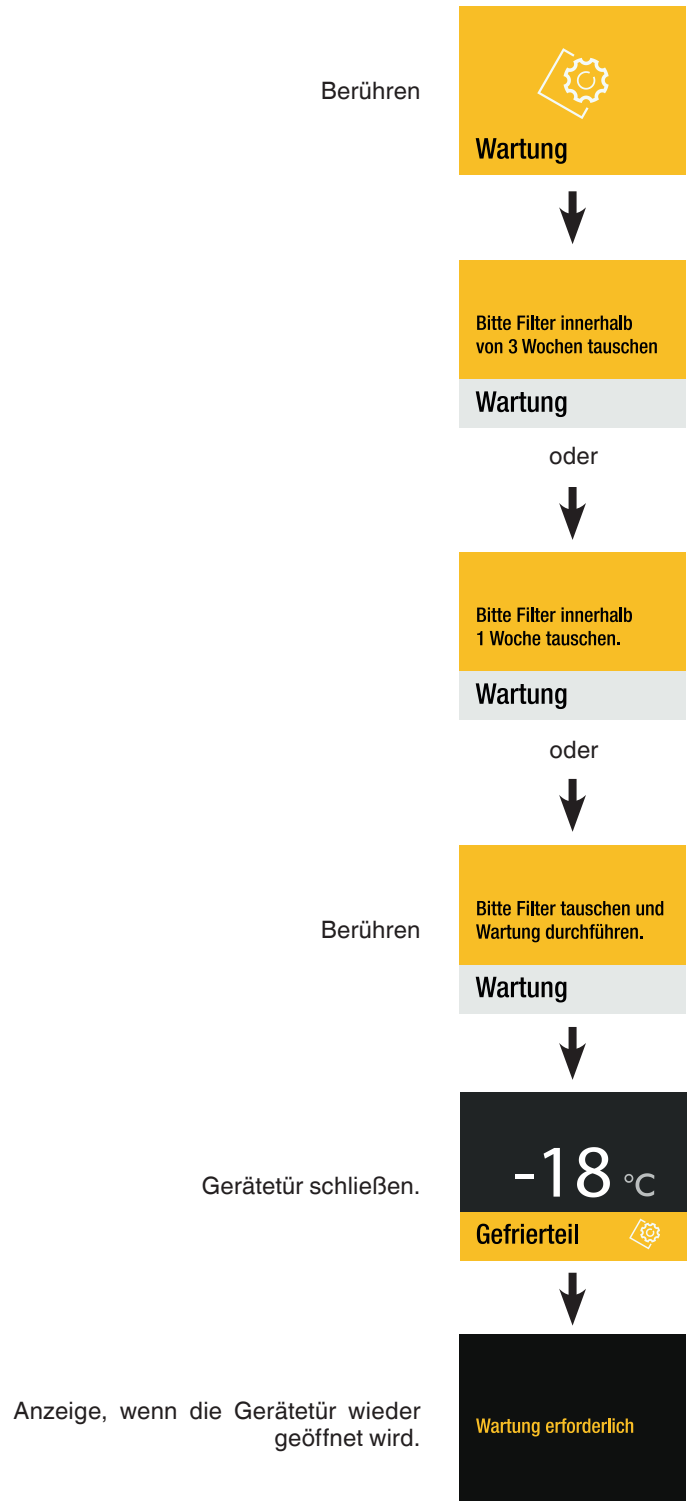 Berühren
Wartung
Bitte Filter innerhalb
von 3 Wochen tauschen
Wartung
oder
Bitte Filter innerhalb
1 Woche tauschen.
Wartung
oder
Berühren
Bitte Filter tauschen und
Wartung durchführen.
Wartung
Gerätetür schließen.
-18 °C
Gefrierteil
Anzeige, wenn die Gerätetür wieder
geöffnet wird.
Wartung erforderlich